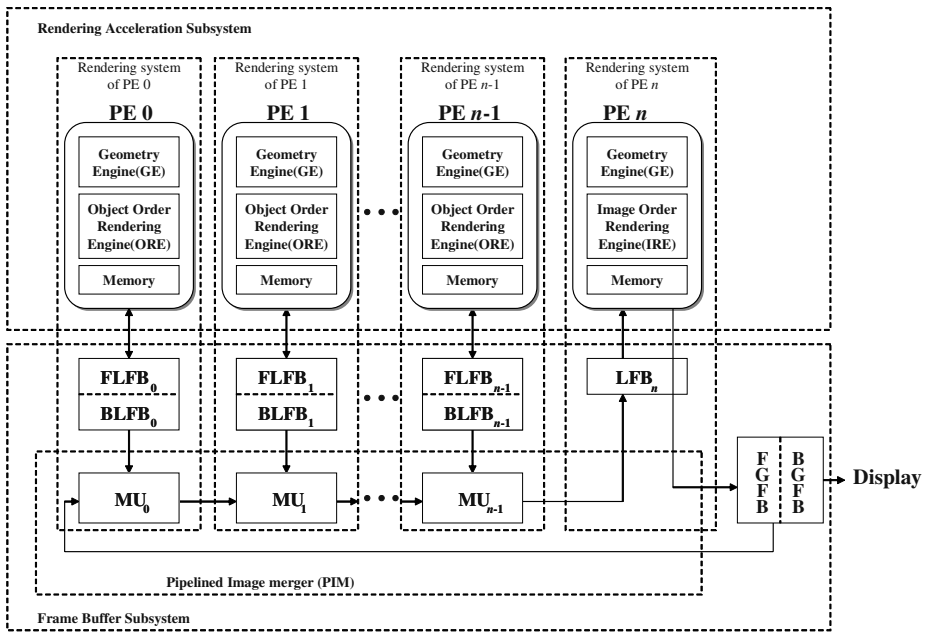 Rendering Acceleration Subsystem
Rendering system
of PE 0
PE 0
Geometry
Engine(GE)
Object Order
Rendering
Engine(ORE)
Memory
Rendering system
of PE 1
PE 1
Geometry
Engine(GE)
Object Order
Rendering
Engine(ORE)
Memory
Rendering system
of PE n-1
PE n-1
Geometry
Engine(GE)
Object Order
Rendering
Engine(ORE)
Memory
Rendering system
of PE n
PE n
Geometry
Engine(GE)
Image Order
Rendering
Engine(IRE)
Memory
FLFB0
BLFB0
FLFB1
BLFB1
FLFBn-1
BLFBn-1
LFBn
MU0
MU1
MUn-1
FGFB
BGFB
Display
Pipelined Image merger (PIM)
Frame Buffer Subsystem